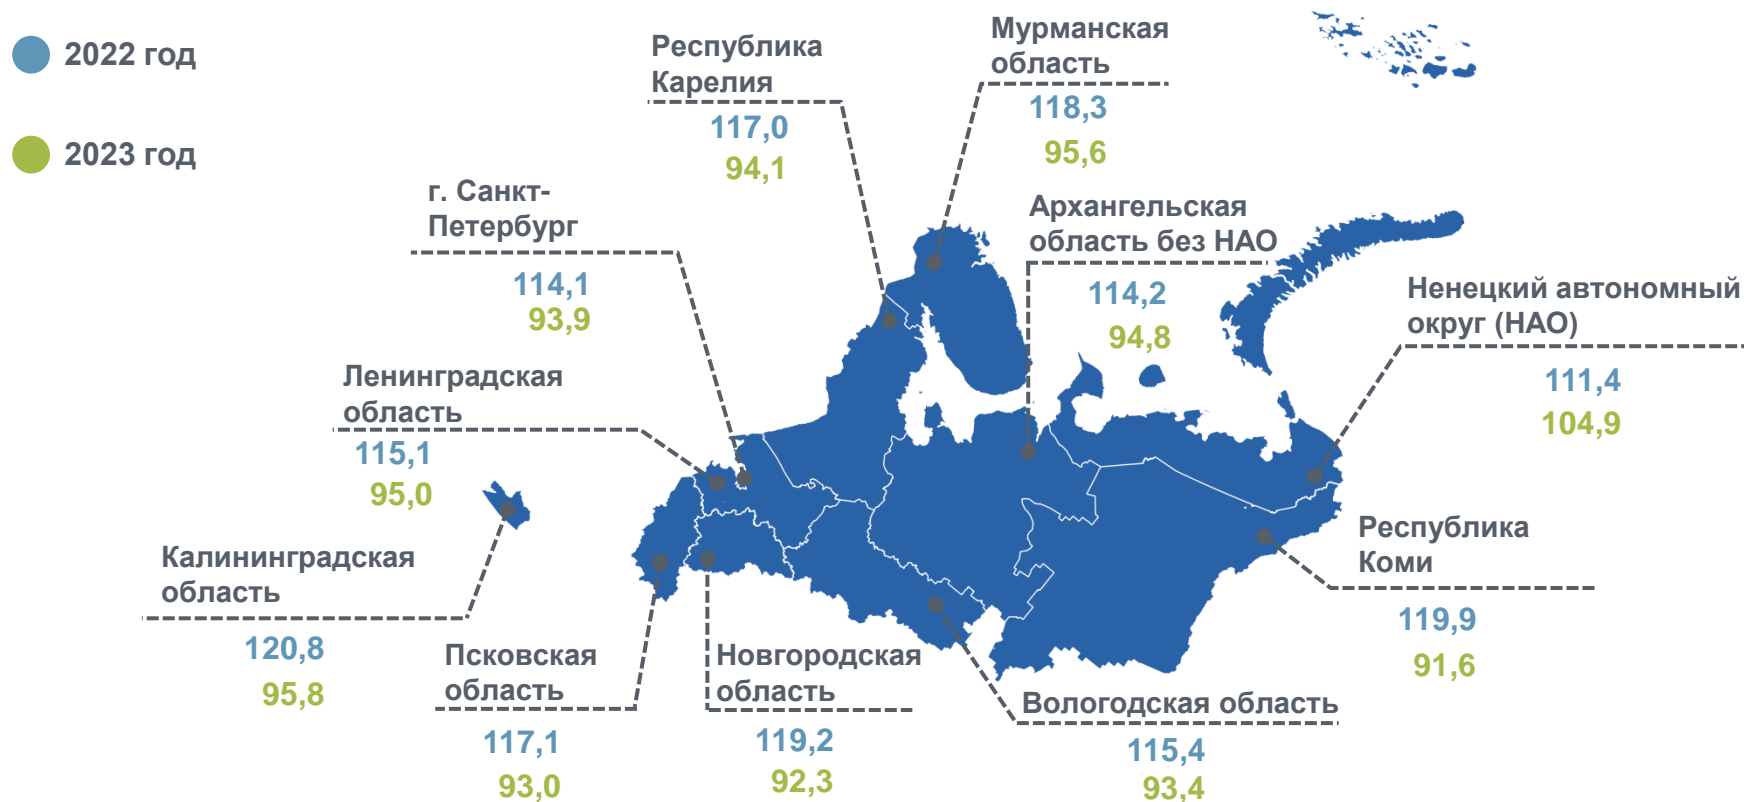 2022 год
2023 год
Республика
Карелия
117,0
94,1
Мурманская
область
118,3
95,6
г. Санкт-
Петербург
114,1
93,9
Архангельская
область без НАО
114,2
94,8
Ненецкий автономный
округ (НАО)
111,4
104,9
Ленинградская
область
115,1
95,0
Калининградская
область
120,8
95,8
Псковская
область
117,1
93,0
Новгородская
область
119,2
92,3
Вологодская область
115,4
93,4
Республика
Коми
119,9
91,6